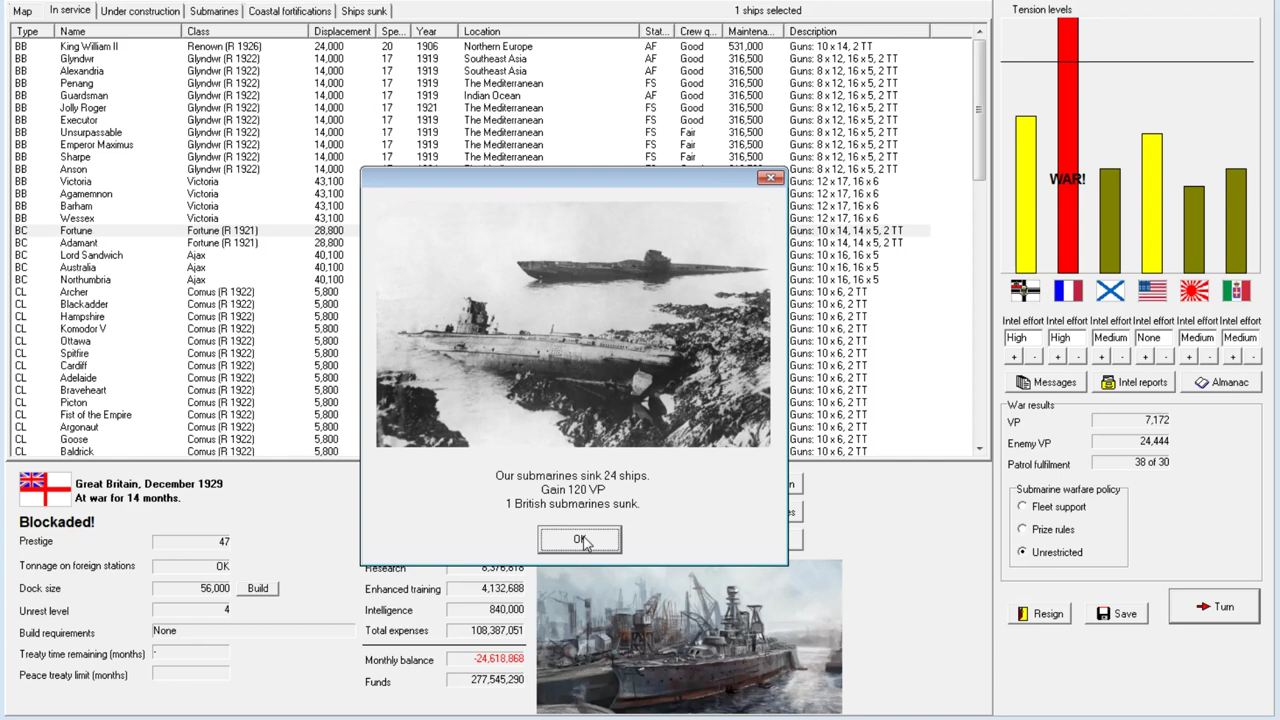 Map In service Under construction Submarines Coastal fortifications Ships sunk 1 ships selected Tension levels
Type Name Class Displacement Spe... Year Location Stat... Crew q... Maintena... Description
BB King William II Renown (R 1926) 24,000 20 1906 Northern Europe AF Good 531,000 Guns: 10 x 14, 2 TT
BB Glyndwr Glyndwr (R 1922) 14,000 17 1919 Southeast Asia AF Good 316,500 Guns: 8 x 12, 16 x 5, 2 TT
BB Alexandria Glyndwr (R 1922) 14,000 17 1919 Southeast Asia AF Good 316,500 Guns: 8 x 12, 16 x 5, 2 TT
BB Penang Glyndwr (R 1922) 14,000 17 1919 The Mediterranean FS Good 316,500 Guns: 8 x 12, 16 x 5, 2 TT
BB Guardsman Glyndwr (R 1922) 14,000 17 1919 Indian Ocean AF Good 316,500 Guns: 8 x 12, 16 x 5, 2 TT
BB Jolly Roger Glyndwr (R 1922) 14,000 17 1921 The Mediterranean FS Good 316,500 Guns: 8 x 12, 16 x 5, 2 TT
BB Executor Glyndwr (R 1922) 14,000 17 1919 The Mediterranean FS Good 316,500 Guns: 8 x 12, 16 x 5, 2 TT
BB Unsurpassable Glyndwr (R 1922) 14,000 17 1919 The Mediterranean FS Fair 316,500 Guns: 8 x 12, 16 x 5, 2 TT
BB Emperor Maximus Glyndwr (R 1922) 14,000 17 1919 The Mediterranean FS Fair 316,500 Guns: 8 x 12, 16 x 5, 2 TT
BB Sharpe Glyndwr (R 1922) 14,000 17 1919 The Mediterranean FS Fair 316,500 Guns: 8 x 12, 16 x 5, 2 TT
BB Anson Glyndwr (R 1922) 14,000 Guns: 8 x 12, 16 x 5, 2 TT
BB Victoria Victoria 43,100 Guns: 12 x 17, 16 x 6
BB Agamemnon Victoria 43,100 Guns: 12 x 17, 16 x 6
BB Barham Victoria 43,100 Guns: 12 x 17, 16 x 6
BB Wessex Victoria 43,100 Guns: 12 x 17, 16 x 6
BC Fortune Fortune (R 1921) 28,800 Guns: 10 x 14, 14 x 5, 2 TT
BC Adamant Fortune (R 1921) 28,800 Guns: 10 x 14, 14 x 5, 2 TT
BC Lord Sandwich Ajax 40,100 Guns: 10 x 16, 16 x 5
BC Australia Ajax 40,100 Guns: 10 x 16, 16 x 5
BC Northumbria Ajax 40,100 Guns: 10 x 16, 16 x 5
CL Archer Comus (R 1922) 5,800 Guns: 10 x 6, 2 TT
CL Blackadder Comus (R 1922) 5,800 Guns: 10 x 6, 2 TT
CL Hampshire Comus (R 1922) 5,800 Guns: 10 x 6, 2 TT
CL Komodor V Comus (R 1922) 5,800 Guns: 10 x 6, 2 TT
CL Ottawa Comus (R 1922) 5,800 Guns: 10 x 6, 2 TT
CL Spitfire Comus (R 1922) 5,800 Guns: 10 x 6, 2 TT
CL Cardiff Comus (R 1922) 5,800 Guns: 10 x 6, 2 TT
CL Adelaide Comus (R 1922) 5,800 Guns: 10 x 6, 2 TT
CL Braveheart Comus (R 1922) 5,800 Guns: 10 x 6, 2 TT
CL Picton Comus (R 1922) 5,800 Guns: 10 x 6, 2 TT
CL Fist of the Empire Comus (R 1922) 5,800 Guns: 10 x 6, 2 TT
CL Argonaut Comus (R 1922) 5,800 Guns: 10 x 6, 2 TT
CL Goose Comus (R 1922) 5,800 Guns: 10 x 6, 2 TT
CL Baldrick Comus (R 1922) 5,800 Guns: 10 x 6, 2 TT
WAR!
Intel effort Intel effort Intel effort Intel effort Intel effort Intel effort
High High Medium None Medium Medium
+ - + - + - + - + - + -
Messages Intel reports Almanac
War results
VP 7,172
Enemy VP 24,444
Patrol fulfilment 38 of 30
Submarine warfare policy
Fleet support
Prize rules
Unrestricted
Resign Save Turn
Our submarines sink 24 ships.
Gain 120 VP
1 British submarines sunk.
OK
Great Britain, December 1929
At war for 14 months.
Blockaded!
Prestige 47
Tonnage on foreign stations OK
Dock size 56,000 Build
Unrest level 4
Build requirements None
Treaty time remaining (months) -
Peace treaty limit (months)
Research 8,376,688
Enhanced training 4,132,688
Intelligence 840,000
Total expenses 108,387,051
Monthly balance -24,618,868
Funds 277,545,290